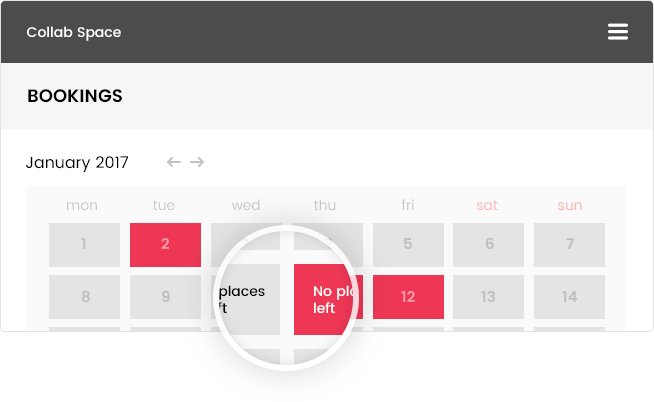 Collab Space
BOOKINGS
January 2017
mon tue wed thu fri sat sun
1 2 5 6 7
places No
left
8 9 12 13 14